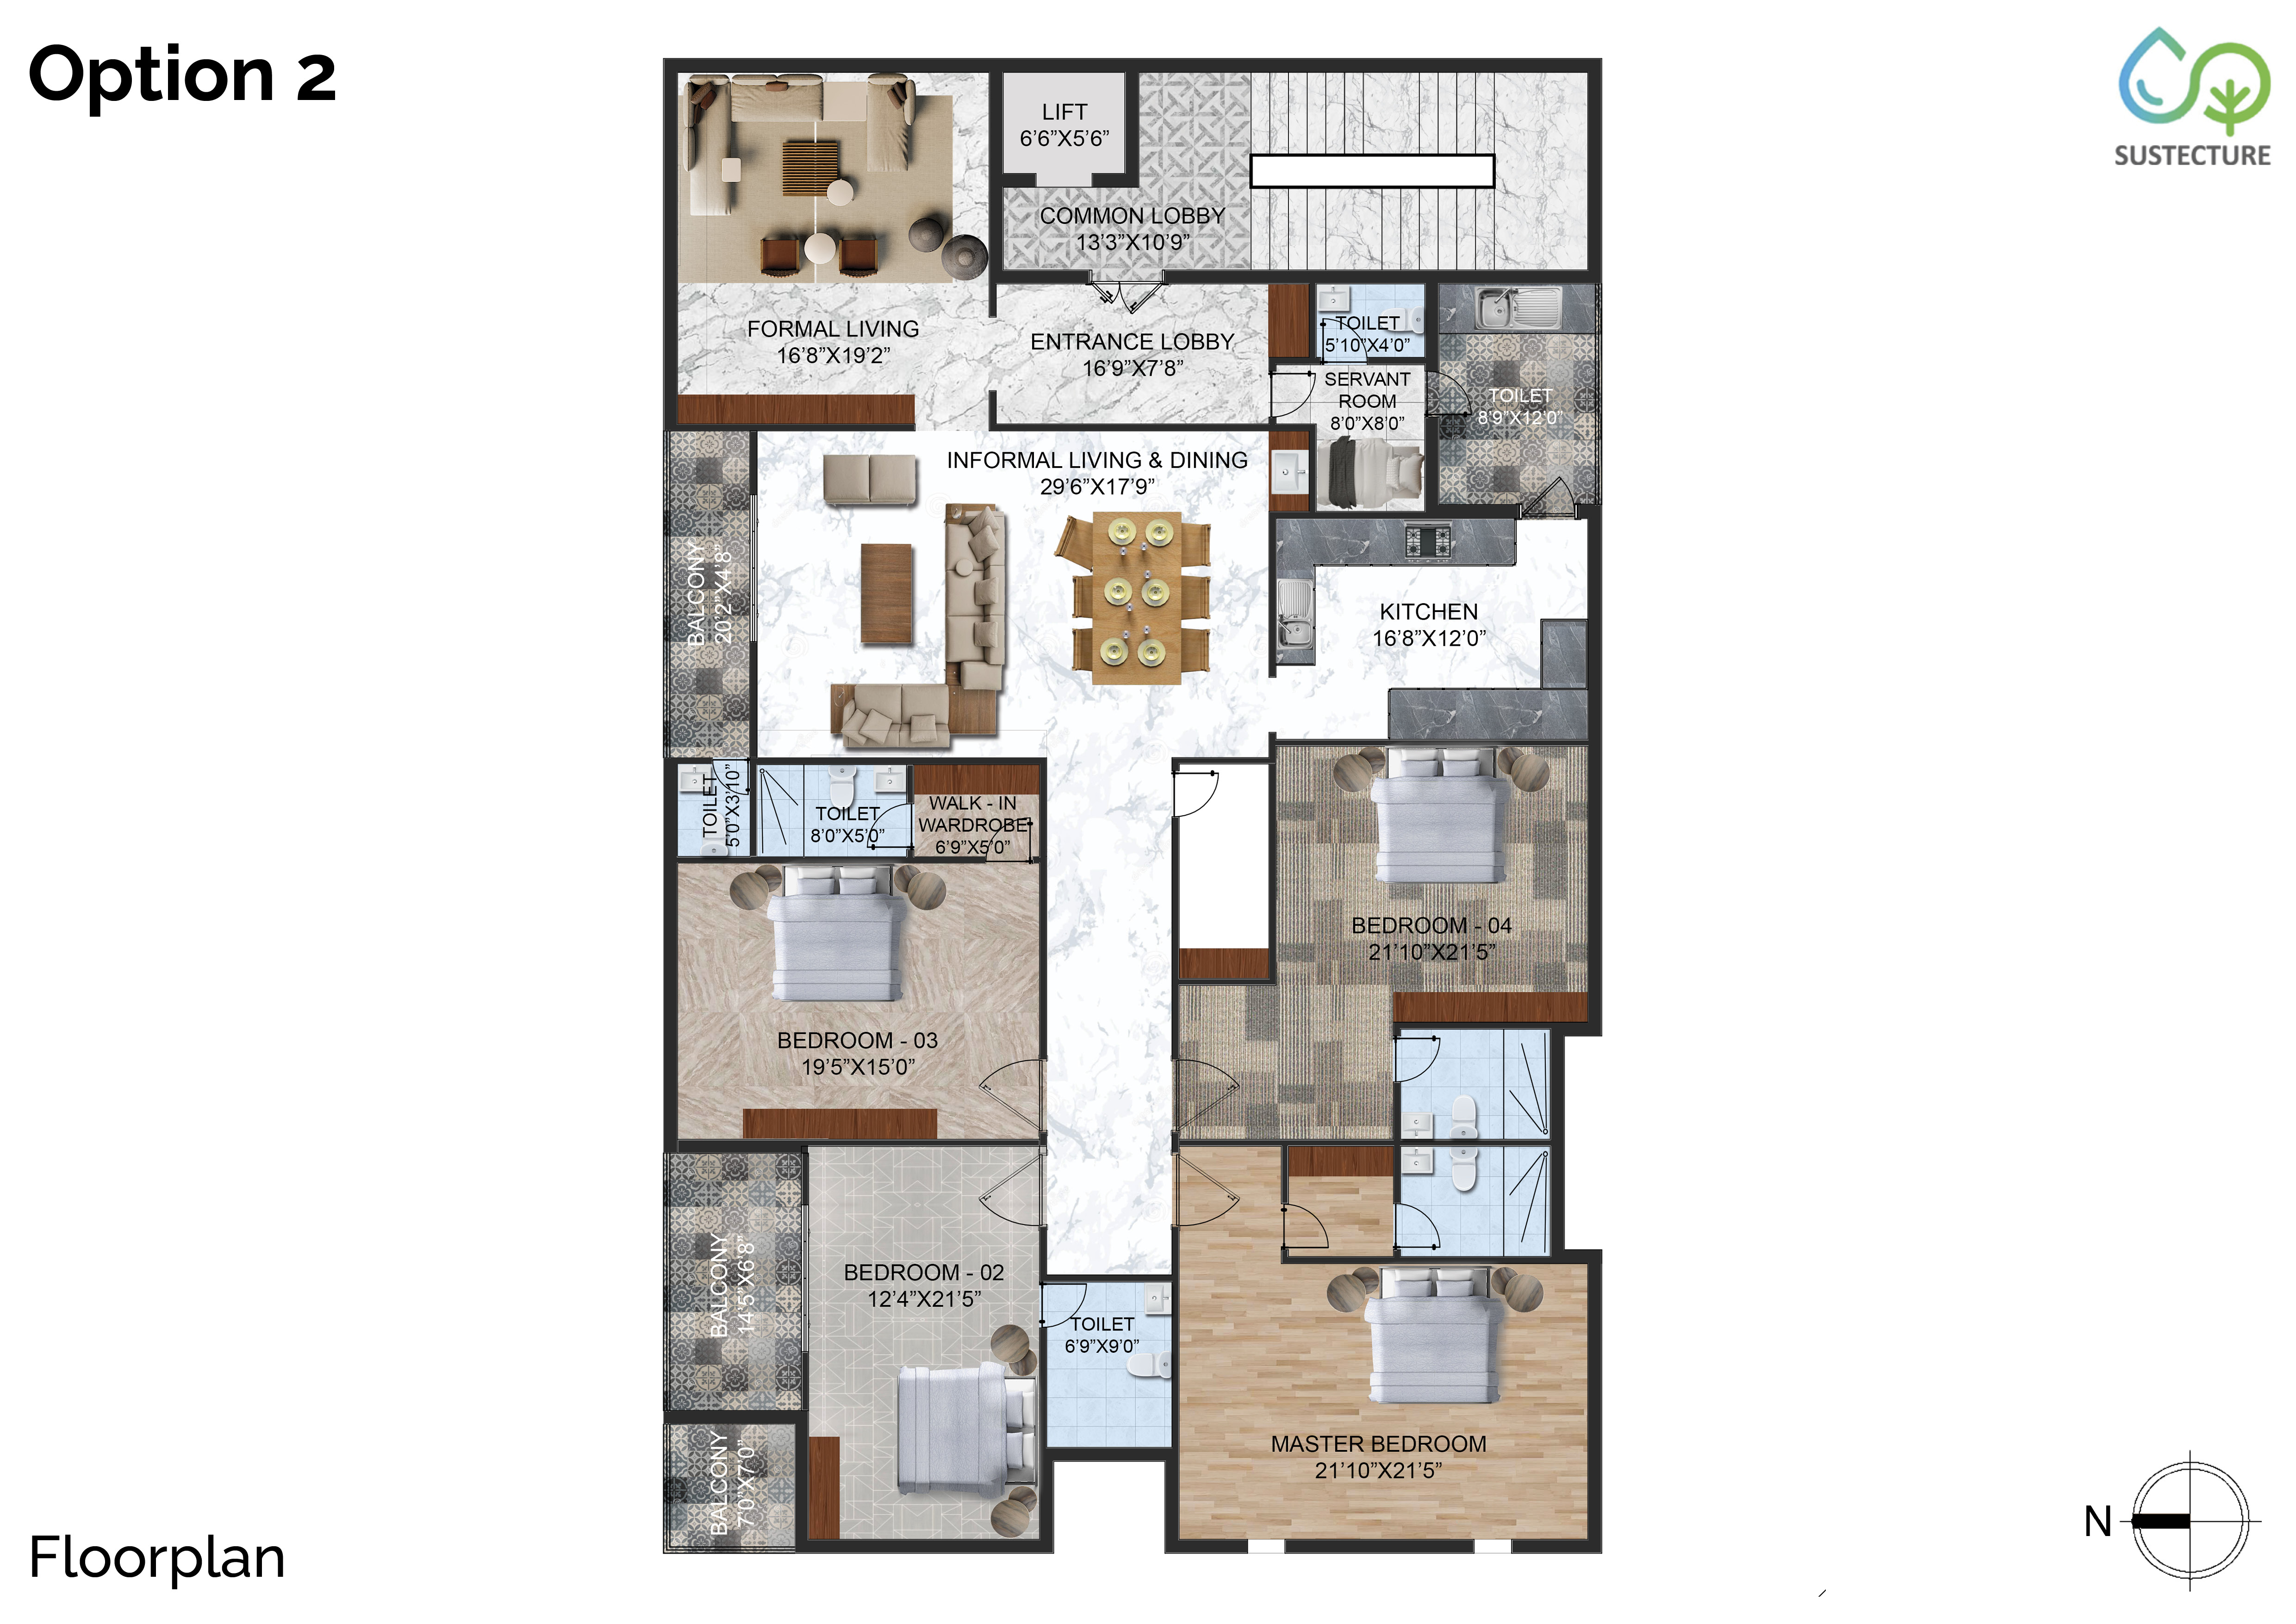 Option 2
SUSTECTURE
LIFT
6'6"X5'6"
COMMON LOBBY
13'3"X10'9"
FORMAL LIVING
16'8"X19'2"
ENTRANCE LOBBY
16'9"X7'8"
TOILET
5'10"X4'0"
SERVANT
ROOM
8'0"X8'0"
TOILET
8'9"X12'0"
INFORMAL LIVING & DINING
29'6"X17'9"
BALCONY
20'2"X4'8"
KITCHEN
16'8"X12'0"
TOILET
5'0"X3'10"
TOILET
8'0"X5'0"
WALK - IN
WARDROBE
6'9"X5'0"
BEDROOM - 04
21'10"X21'5"
BEDROOM - 03
19'5"X15'0"
BALCONY
14'5"X6'8"
BEDROOM - 02
12'4"X21'5"
TOILET
6'9"X9'0"
MASTER BEDROOM
21'10"X21'5"
BALCONY
7'0"X7'0"
N
Floorplan